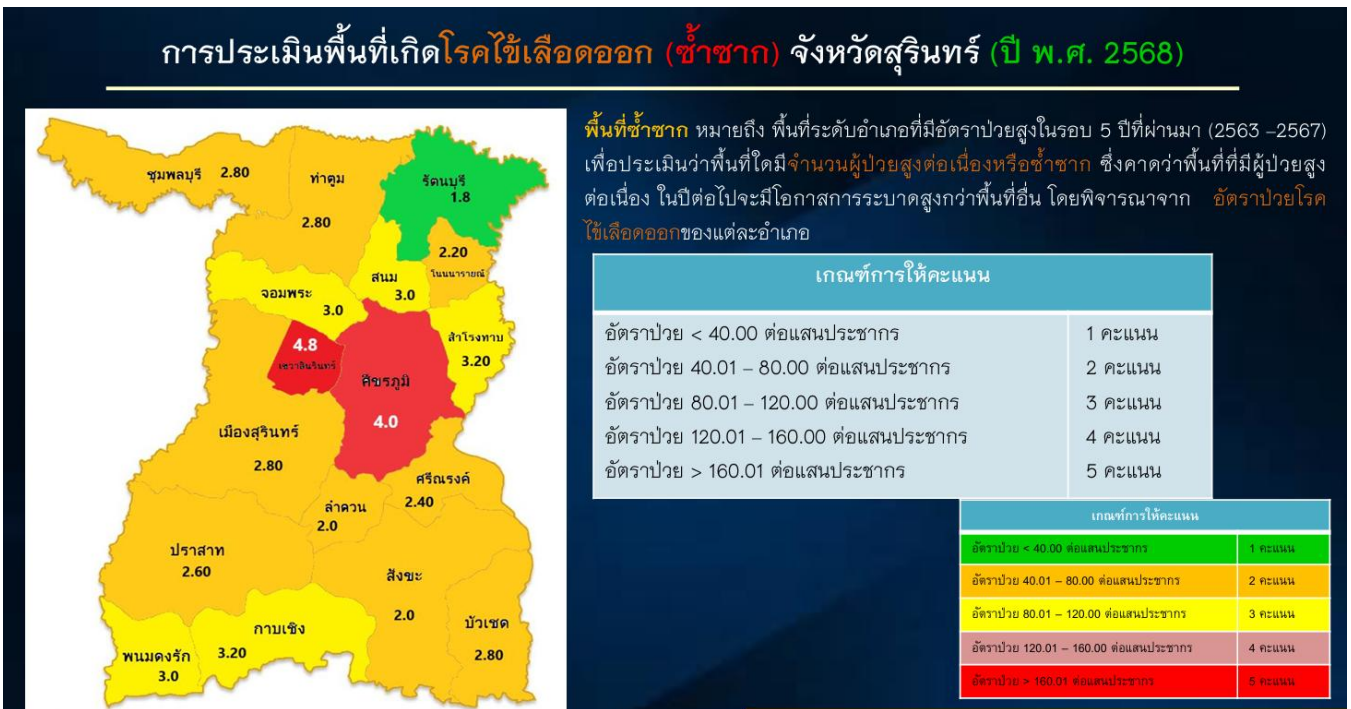 การประเมินพื้นที่เกิดโรคไข้เลือดออก (ซ้ำซาก) จังหวัดสุรินทร์ (ปี พ.ศ. 2568)
พื้นที่ซ้ำซาก หมายถึง พื้นที่ระดับอำเภอที่มีอัตราป่วยสูงในรอบ 5 ปีที่ผ่านมา (2563 –2567)
เพื่อประเมินว่าพื้นที่ใดมีจำนวนผู้ป่วยสูงต่อเนื่องหรือซ้ำซาก ซึ่งคาดว่าพื้นที่ที่มีผู้ป่วยสูง
ต่อเนื่อง ในปีต่อไปจะมีโอกาสการระบาดสูงกว่าพื้นที่อื่น โดยพิจารณาจาก อัตราป่วยโรค
ไข้เลือดออกของแต่ละอำเภอ
ชุมพลบุรี 2.80
ท่าตูม
2.80
รัตนบุรี
1.8
2.20
โนนนารายณ์
สนม
3.0
จอมพระ
3.0
สำโรงทาบ
3.20
4.8
เขวาสินรินทร์
ศีขรภูมิ
4.0
เมืองสุรินทร์
2.80
ศรีณรงค์
2.40
ลำดวน
2.0
ปราสาท
2.60
สังขะ
2.0
บัวเชด
2.80
กาบเชิง
3.20
พนมดงรัก
3.0
เกณฑ์การให้คะแนน
อัตราป่วย < 40.00 ต่อแสนประชากร 1 คะแนน
อัตราป่วย 40.01 – 80.00 ต่อแสนประชากร 2 คะแนน
อัตราป่วย 80.01 – 120.00 ต่อแสนประชากร 3 คะแนน
อัตราป่วย 120.01 – 160.00 ต่อแสนประชากร 4 คะแนน
อัตราป่วย > 160.01 ต่อแสนประชากร 5 คะแนน
เกณฑ์การให้คะแนน
อัตราป่วย < 40.00 ต่อแสนประชากร 1 คะแนน
อัตราป่วย 40.01 – 80.00 ต่อแสนประชากร 2 คะแนน
อัตราป่วย 80.01 – 120.00 ต่อแสนประชากร 3 คะแนน
อัตราป่วย 120.01 – 160.00 ต่อแสนประชากร 4 คะแนน
อัตราป่วย > 160.01 ต่อแสนประชากร 5 คะแนน